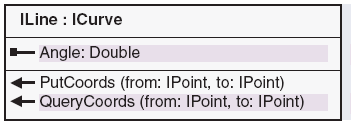 ILine : ICurve
Angle: Double
PutCoords (from: IPoint, to: IPoint)
QueryCoords (from: IPoint, to: IPoint)